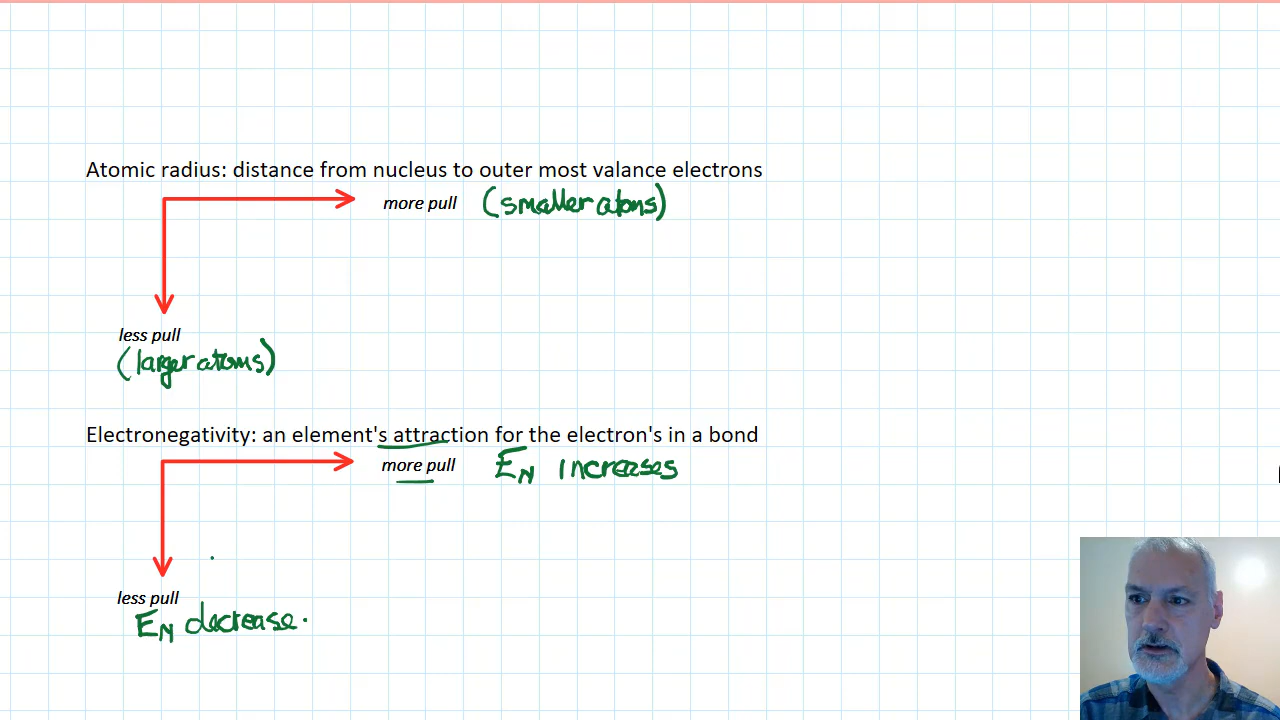 Atomic radius: distance from nucleus to outer most valance electrons
more pull (smaller atoms)
less pull
(larger atoms)
Electronegativity: an element's attraction for the electron's in a bond
more pull EN increases
less pull
EN decrease.